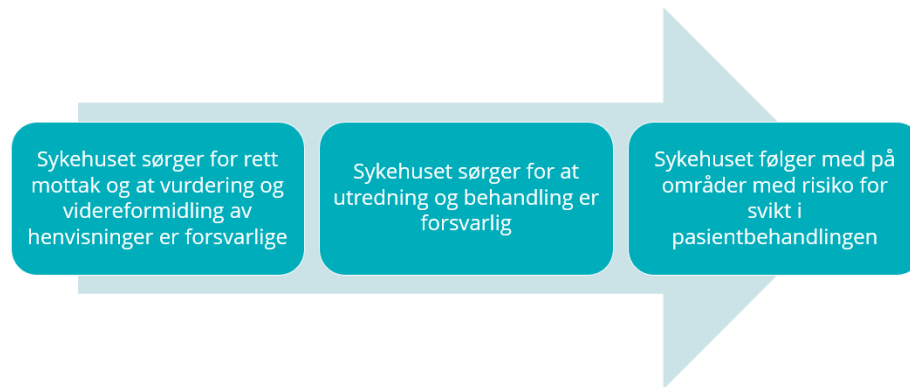 Sykehuset sørger for rett
mottak og at vurdering og
videreformidling av
henvisninger er forsvarlige
Sykehuset sørger for at
utredning og behandling er
forsvarlig
Sykehuset følger med på
områder med risiko for
svikt i
pasientbehandlingen